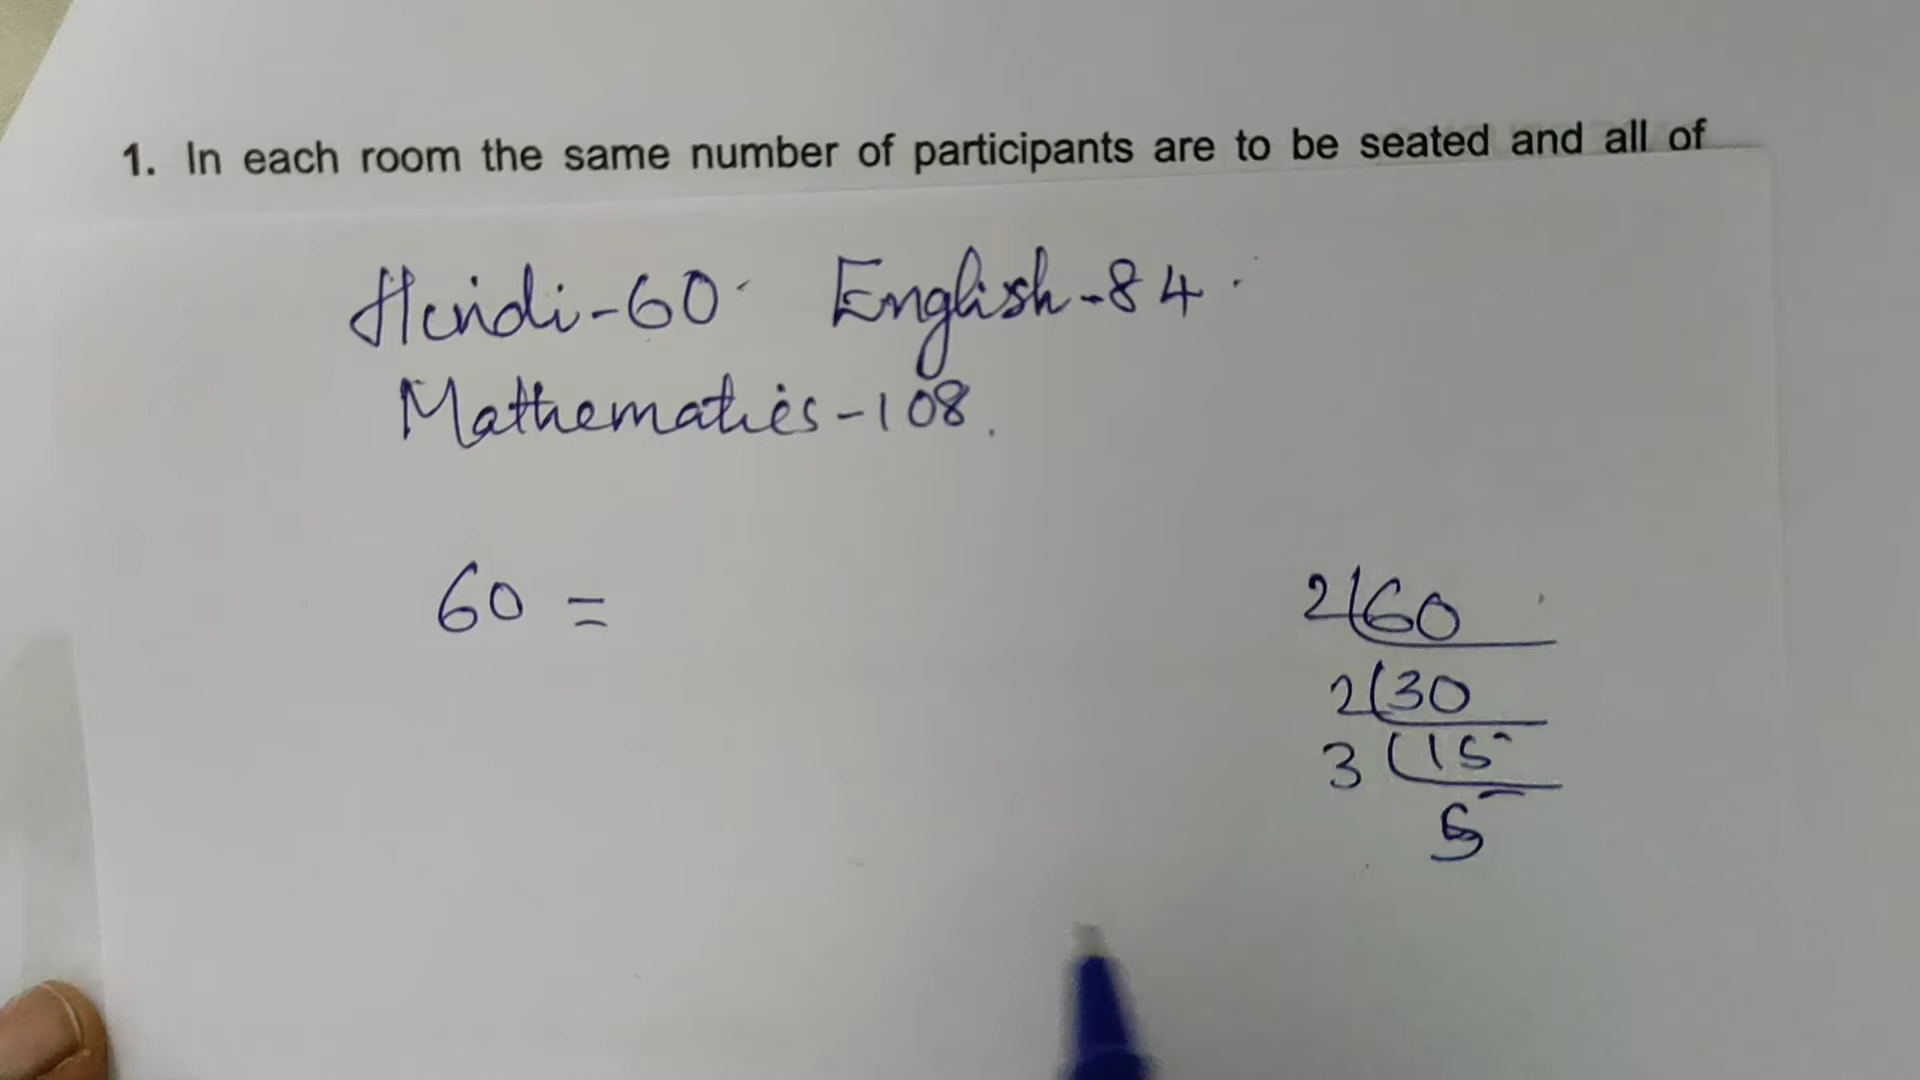 1. In each room the same number of participants are to be seated and all of
Hindi-60 English-84
Mathematics-108.
60 =
2 60
2 30
3 15
5